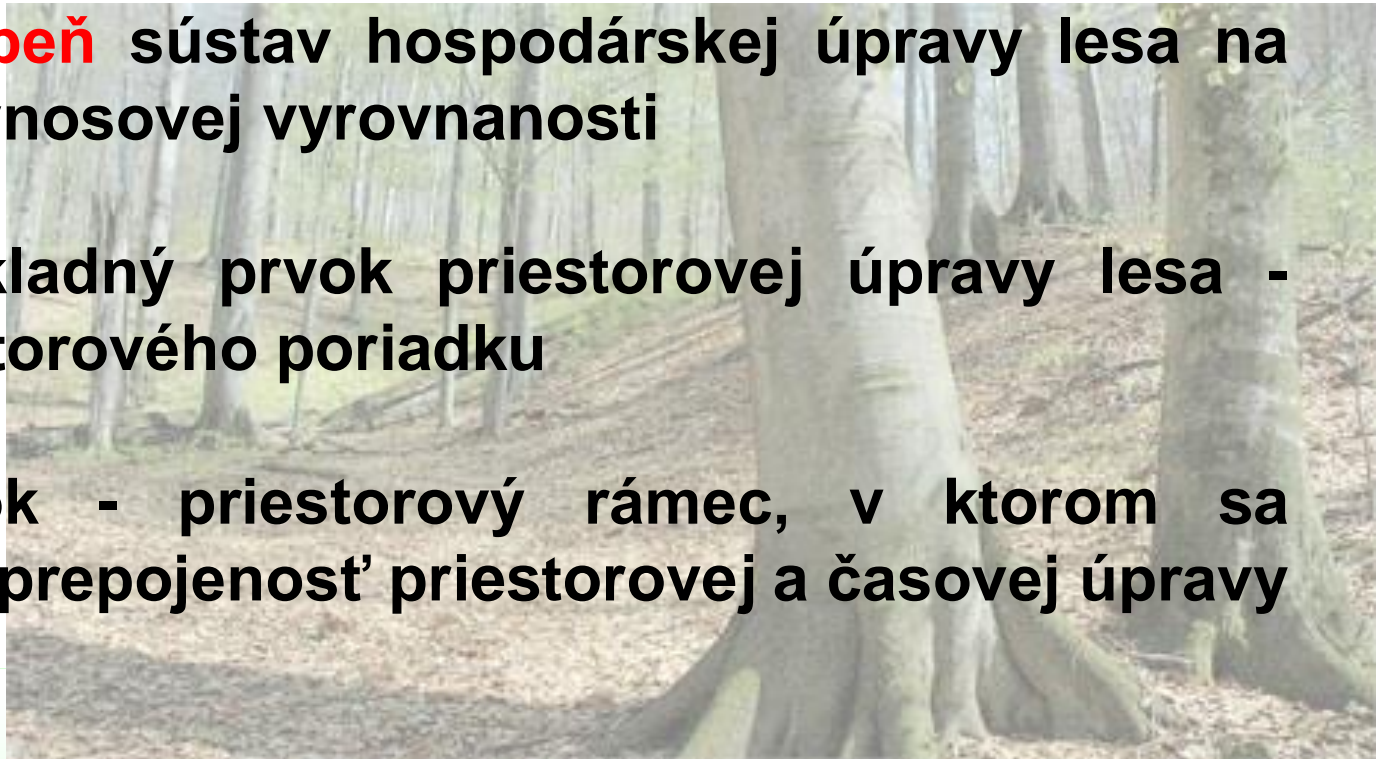 peň sústav hospodárskej úpravy lesa na
nosovej vyrovnanosti
kladný prvok priestorovej úpravy lesa -
torového poriadku
k - priestorový rámec, v ktorom sa
prepojenosť priestorovej a časovej úpravy